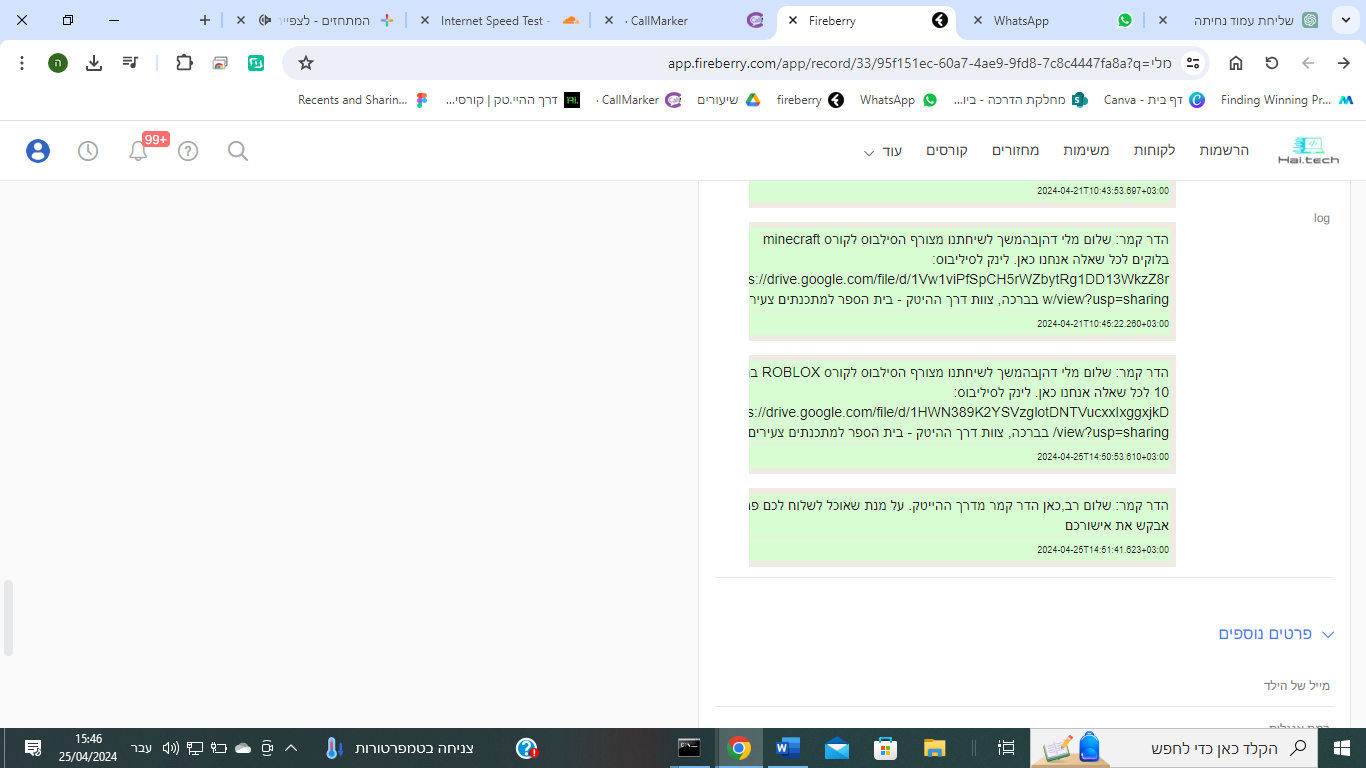 שליחת עמוד נחיתה
WhatsApp
Fireberry
CallMarker ·
Internet Speed Test -
המתחזים - לצפייה
app.fireberry.com/app/record/33/95f151ec-60a7-4ae9-9fd8-7c8c4447fa8a?q=מלי
ה
Finding Winning Pr...
דף בית - Canva
מחלקת הדרכה - ביו...
WhatsApp
fireberry
שיעורים
CallMarker ·
דרך ההיי.טק | קורסי...
Recents and Sharin...
Hai.tech
הרשמות
לקוחות
משימות
מחזורים
קורסים
עוד
99+
log
2024-04-21T10:43:53.697+03:00
הדר קמר: שלום מלי דהןבהמשך לשיחתנו מצורף הסילבוס לקורס minecraft
בלוקים לכל שאלה אנחנו כאן. לינק לסיליבוס:
s://drive.google.com/file/d/1Vw1viPfSpCH5rWZbytRg1DD13WkzZ8r
w/view?usp=sharing בברכה, צוות דרך ההיטק - בית הספר למתכנתים צעיר
2024-04-21T10:45:22.260+03:00
הדר קמר: שלום מלי דהןבהמשך לשיחתנו מצורף הסילבוס לקורס ROBLOX
10 לכל שאלה אנחנו כאן. לינק לסיליבוס:
s://drive.google.com/file/d/1HWN389K2YSVzglotDNTVucxxIxggxjkD
/view?usp=sharing בברכה, צוות דרך ההיטק - בית הספר למתכנתים צעירים
2024-04-25T14:50:53.610+03:00
הדר קמר: שלום רב,כאן הדר קמר מדרך ההייטק. על מנת שאוכל לשלוח לכם
אבקש את אישורכם
2024-04-25T14:51:41.623+03:00
פרטים נוספים
מייל של הילד
הקלד כאן כדי לחפש
צניחה בטמפרטורות
עבר
15:46
25/04/2024